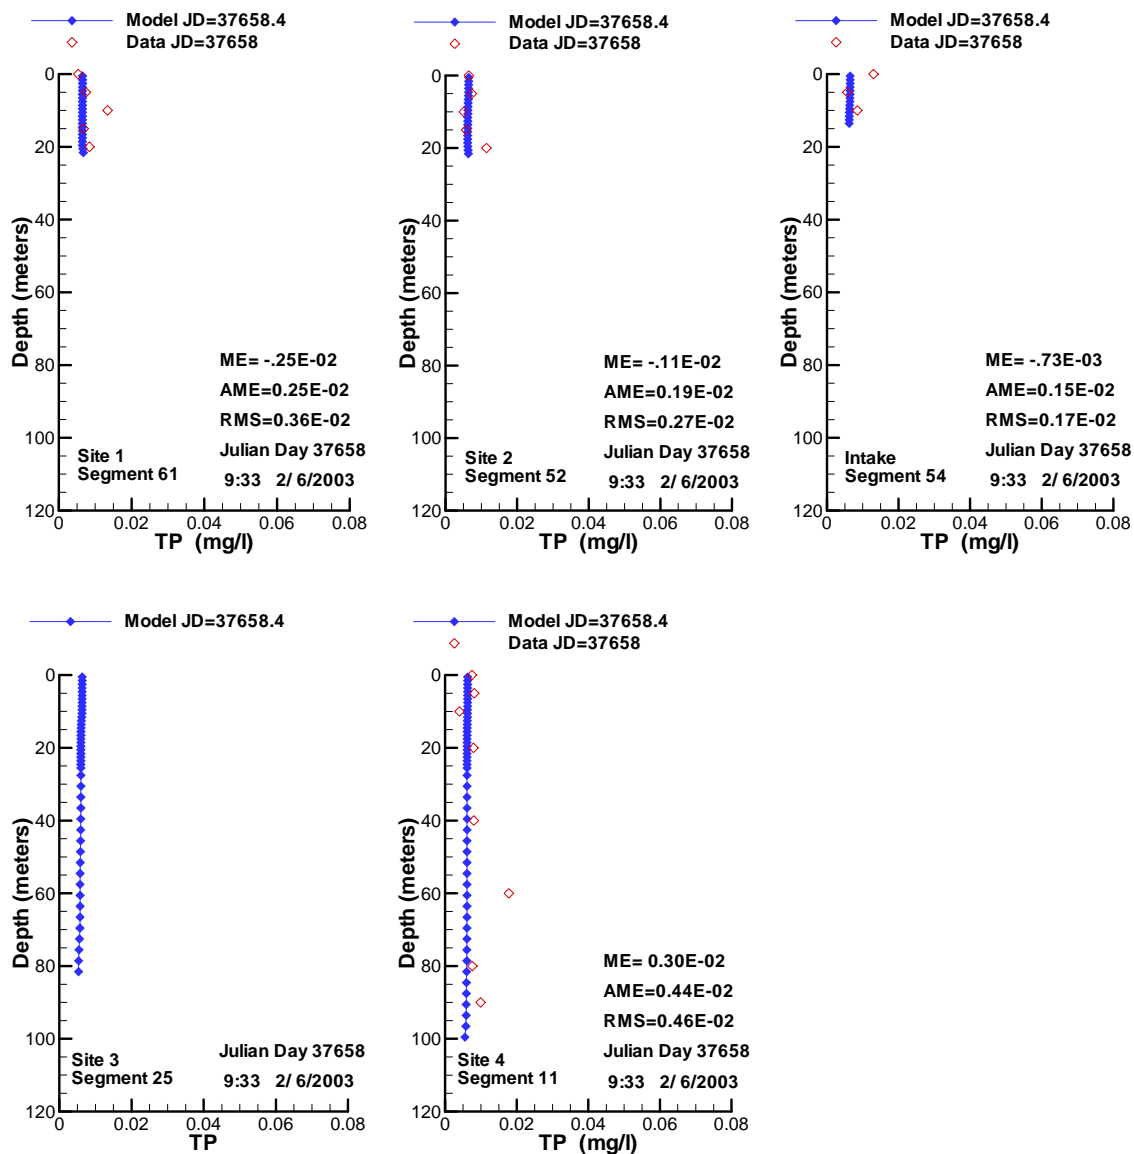 Model JD=37658.4
Data JD=37658
0
20
40
60
80
100
120
Depth (meters)
ME= -.25E-02
AME=0.25E-02
RMS=0.36E-02
Julian Day 37658
9:33 2/ 6/2003
Site 1
Segment 61
0 0.02 0.04 0.06 0.08
TP (mg/l)
Model JD=37658.4
Data JD=37658
0
20
40
60
80
100
120
Depth (meters)
ME= -.11E-02
AME=0.19E-02
RMS=0.27E-02
Julian Day 37658
9:33 2/ 6/2003
Site 2
Segment 52
0 0.02 0.04 0.06 0.08
TP (mg/l)
Model JD=37658.4
Data JD=37658
0
20
40
60
80
100
120
Depth (meters)
ME= -.73E-03
AME=0.15E-02
RMS=0.17E-02
Julian Day 37658
9:33 2/ 6/2003
Intake
Segment 54
0 0.02 0.04 0.06 0.08
TP (mg/l)
Model JD=37658.4
0
20
40
60
80
100
120
Depth (meters)
Julian Day 37658
9:33 2/ 6/2003
Site 3
Segment 25
0 0.02 0.04 0.06 0.08
TP
Model JD=37658.4
Data JD=37658
0
20
40
60
80
100
120
Depth (meters)
ME= 0.30E-02
AME=0.44E-02
RMS=0.46E-02
Julian Day 37658
9:33 2/ 6/2003
Site 4
Segment 11
0 0.02 0.04 0.06 0.08
TP (mg/l)